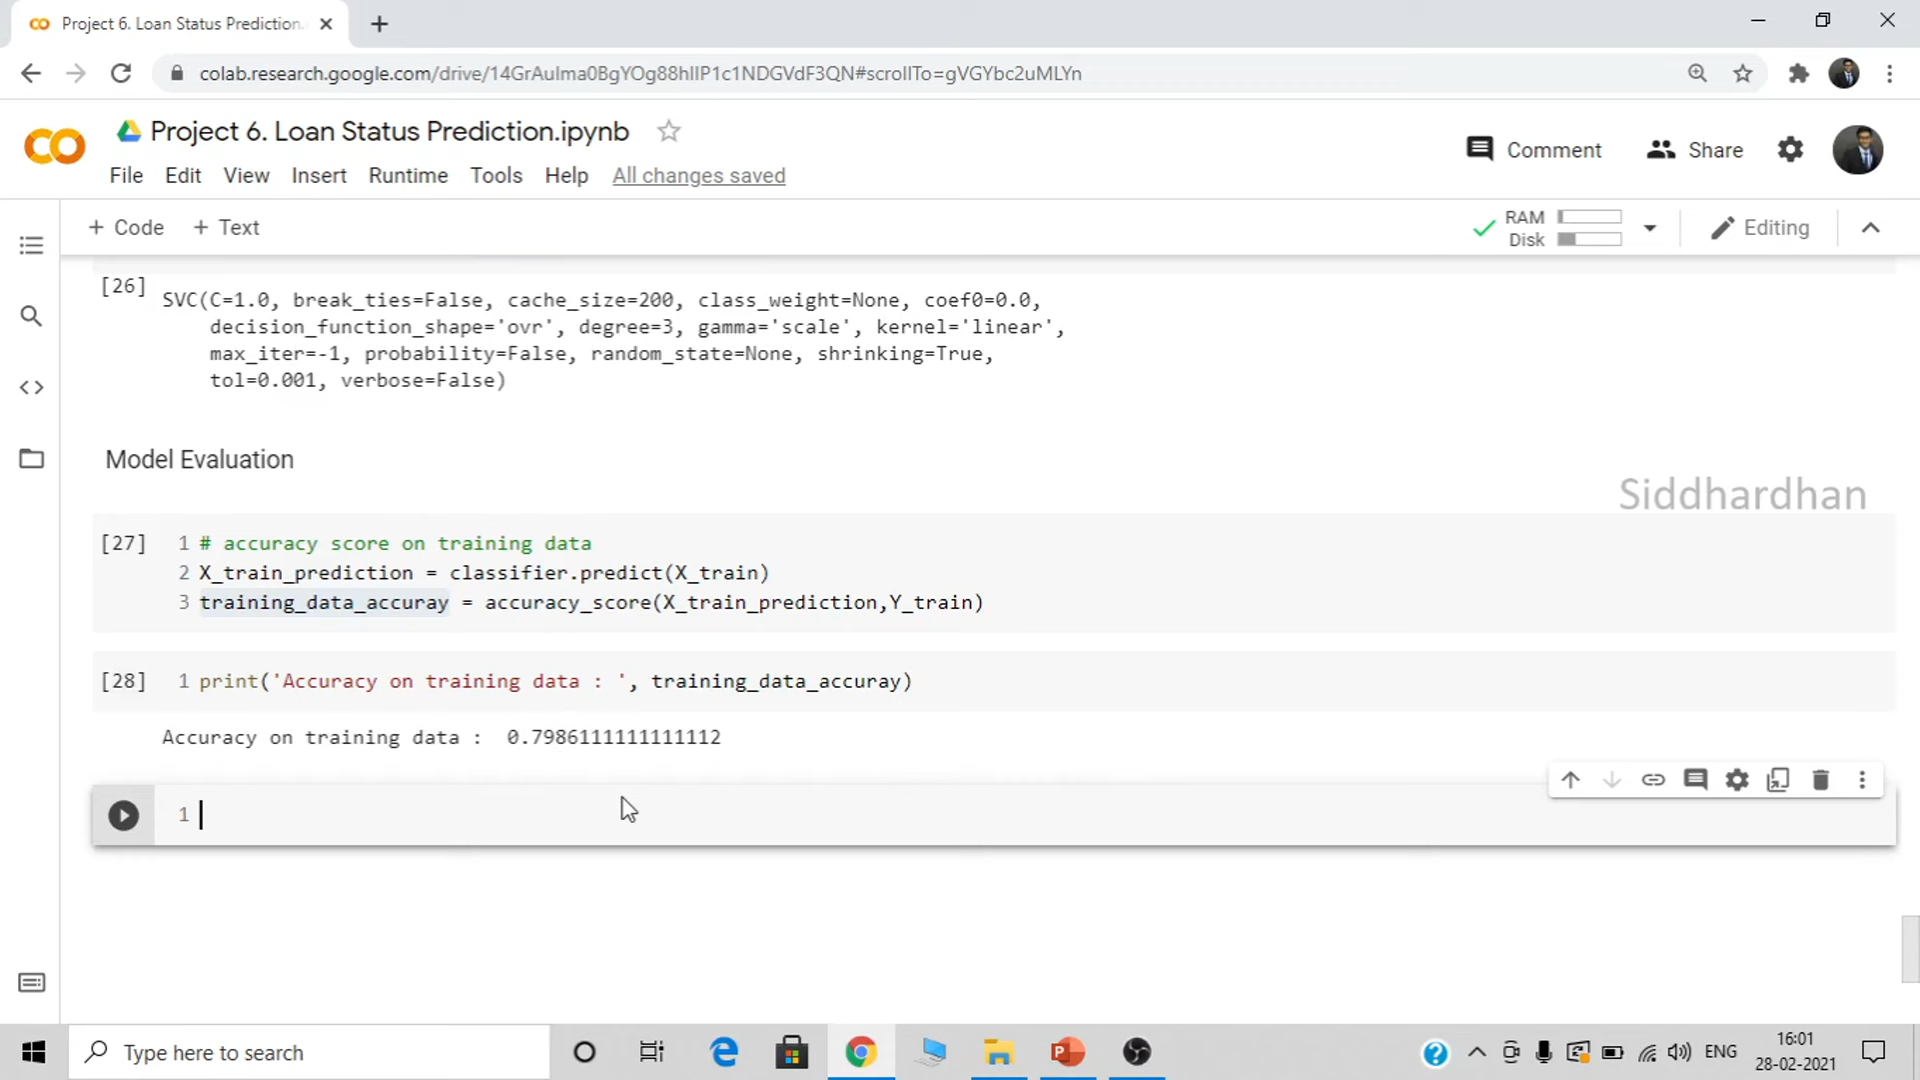 Project 6. Loan Status Prediction.
colab.research.google.com/drive/14GrAulma0BgYOg88hlIP1c1NDGVdF3QN#scrollTo=gVGYbc2uMLYn
Project 6. Loan Status Prediction.ipynb
Comment
Share
File Edit View Insert Runtime Tools Help All changes saved
+ Code + Text
RAM
Disk
Editing
[26]
SVC(C=1.0, break_ties=False, cache_size=200, class_weight=None, coef0=0.0,
decision_function_shape='ovr', degree=3, gamma='scale', kernel='linear',
max_iter=-1, probability=False, random_state=None, shrinking=True,
tol=0.001, verbose=False)
Model Evaluation
Siddhardhan
[27] 1 # accuracy score on training data
2 X_train_prediction = classifier.predict(X_train)
3 training_data_accuray = accuracy_score(X_train_prediction,Y_train)
[28] 1 print('Accuracy on training data : ', training_data_accuray)
Accuracy on training data :  0.7986111111111112
1
Type here to search
ENG
16:01
28-02-2021